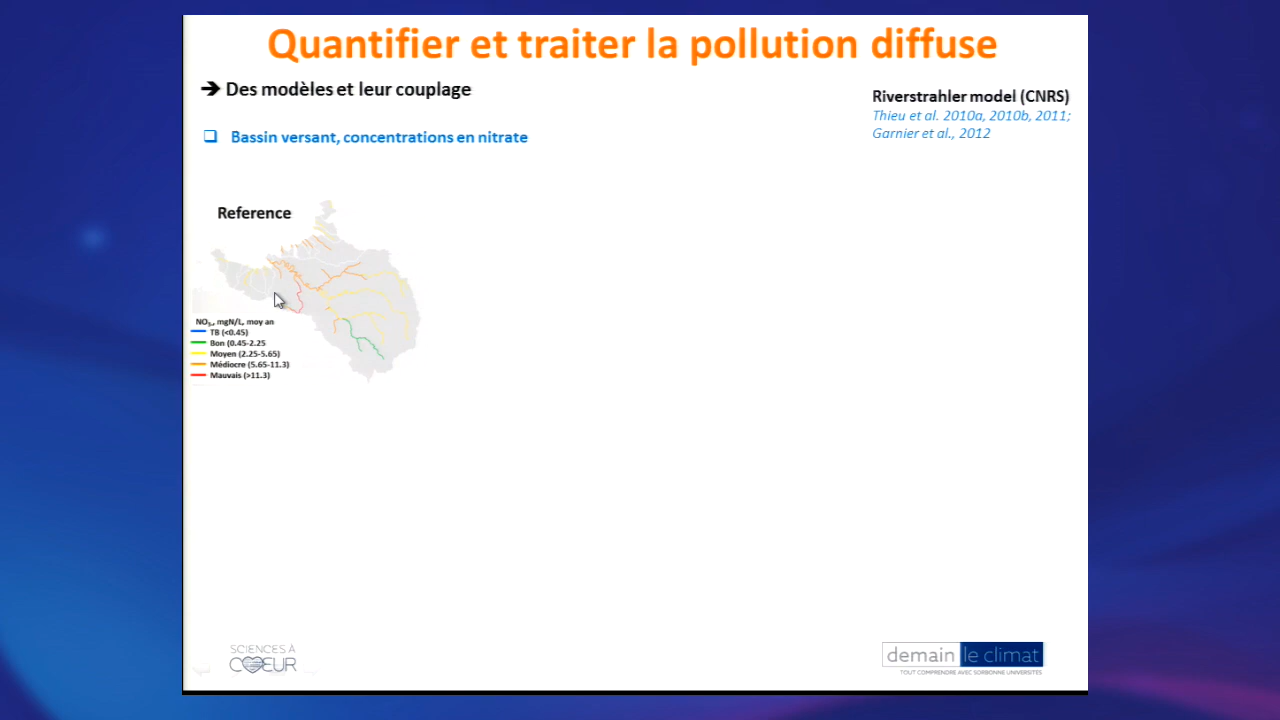 Quantifier et traiter la pollution diffuse
➔ Des modèles et leur couplage
Riverstrahler model (CNRS)
Thieu et al. 2010a, 2010b, 2011;
Garnier et al., 2012
❑ Bassin versant, concentrations en nitrate
Reference
NO3, mgN/L, moy an
TB (<0.45)
Bon (0.45-2.25
Moyen (2.25-5.65)
Médiocre (5.65-11.3)
Mauvais (>11.3)
SCIENCES À
CŒUR
demain le climat
TOUT COMPRENDRE AVEC SORBONNE UNIVERSITÉS